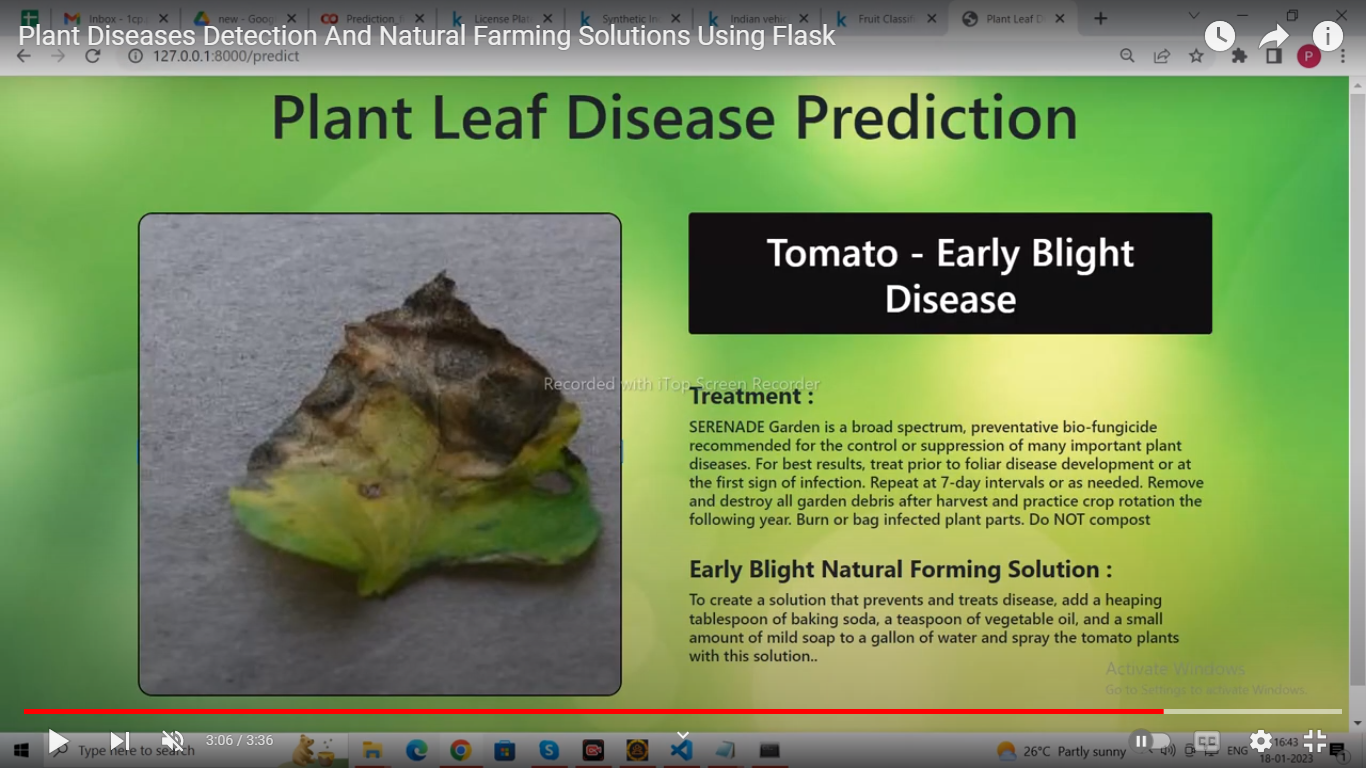 Inbox - 1cp
new - Goog
Prediction
License Plat
Synthetic In
Indian vehi
Fruit Classif
Plant Leaf D
Plant Diseases Detection And Natural Farming Solutions Using Flask
127.0.0.1:8000/predict
P
Plant Leaf Disease Prediction
Tomato - Early Blight
Disease
Recorded with iTop Screen Recorder
Treatment :
SERENADE Garden is a broad spectrum, preventative bio-fungicide
recommended for the control or suppression of many important plant
diseases. For best results, treat prior to foliar disease development or at
the first sign of infection. Repeat at 7-day intervals or as needed. Remove
and destroy all garden debris after harvest and practice crop rotation the
following year. Burn or bag infected plant parts. Do NOT compost
Early Blight Natural Forming Solution :
To create a solution that prevents and treats disease, add a heaping
tablespoon of baking soda, a teaspoon of vegetable oil, and a small
amount of mild soap to a gallon of water and spray the tomato plants
with this solution..
Activate Windows
Go to Settings to activate Windows.
3:06 / 3:36
Type here to search
26°C Partly sunny
CC
ENG
16:43
18-01-2023